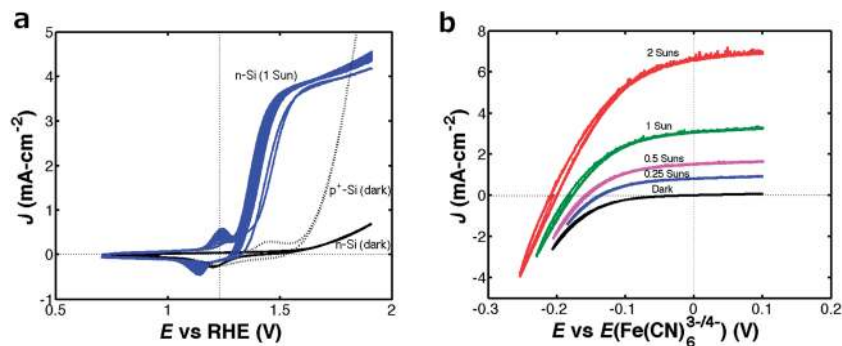 a
n-Si (1 Sun)
p⁺-Si (dark)
n-Si (dark)
J (mA-cm⁻²)
5
4
3
2
1
0
-1
0.5
1
1.5
2
E vs RHE (V)
b
2 Suns
1 Sun
0.5 Suns
0.25 Suns
Dark
J (mA-cm⁻²)
8
6
4
2
0
-2
-4
-0.3
-0.2
-0.1
0
0.1
0.2
E vs E(Fe(CN)₆³⁻/⁴⁻) (V)